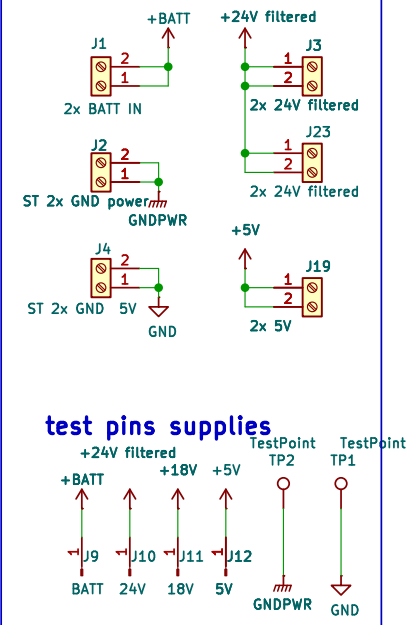 +BATT
+24V filtered
J1
2
1
2x BATT IN
J3
1
2
2x 24V filtered
J2
2
1
ST 2x GND power
GNDPWR
J23
1
2
2x 24V filtered
J4
2
1
ST 2x GND 5V
GND
+5V
J19
1
2
2x 5V
test pins supplies
+24V filtered
+BATT
+18V
+5V
TestPoint
TP2
TestPoint
TP1
1
J9
BATT
1
J10
24V
1
J11
18V
1
J12
5V
GNDPWR
GND